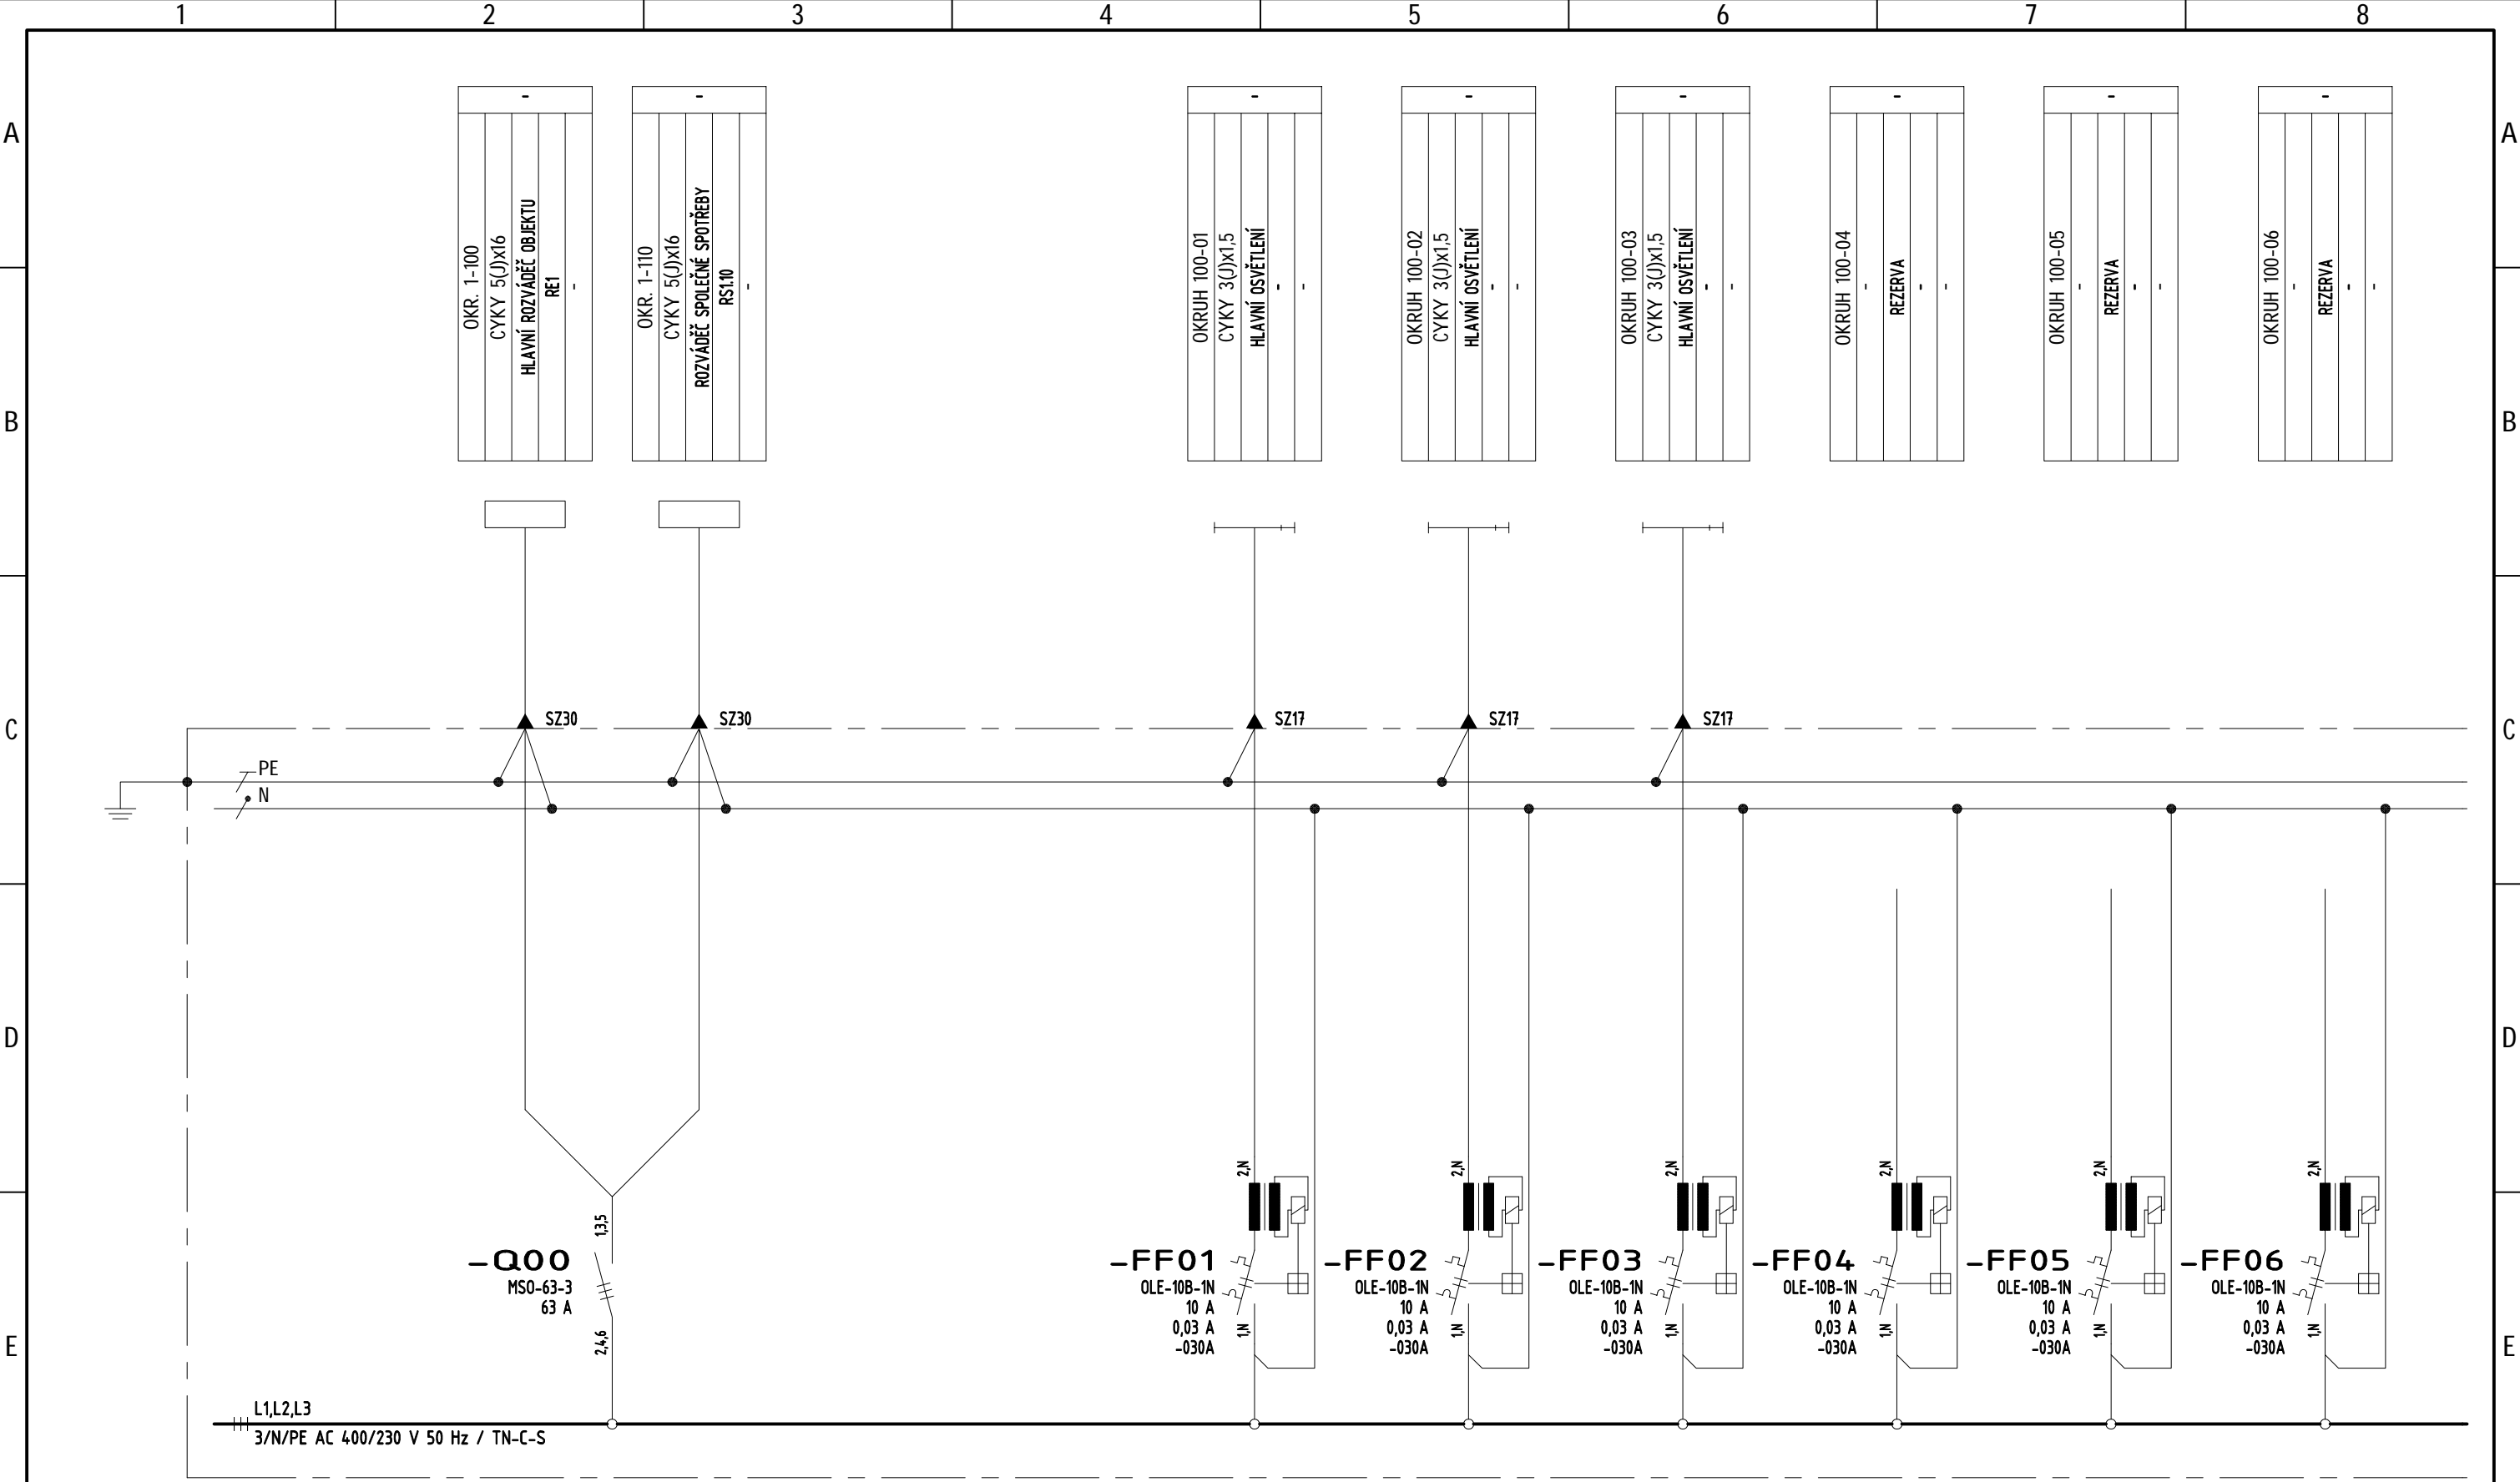 1 2 3 4 5 6 7 8
A A
B B
C C
D D
E E
-
OKR. 1-100
CYKY 5(J)x16
HLAVNÍ ROZVÁDĚČ OBJEKTU
RE1
-
-
OKR. 1-110
CYKY 5(J)x16
ROZVÁDĚČ SPOLEČNÉ SPOTŘEBY
RS1.10
-
-
OKRUH 100-01
CYKY 3(J)x1,5
HLAVNÍ OSVĚTLENÍ
-
-
-
OKRUH 100-02
CYKY 3(J)x1,5
HLAVNÍ OSVĚTLENÍ
-
-
-
OKRUH 100-03
CYKY 3(J)x1,5
HLAVNÍ OSVĚTLENÍ
-
-
-
OKRUH 100-04
-
REZERVA
-
-
-
OKRUH 100-05
-
REZERVA
-
-
-
OKRUH 100-06
-
REZERVA
-
-
SZ30
SZ30
SZ17
SZ17
SZ17
PE
N
1,3,5
-Q00
MSO-63-3
63 A
2,4,6
2,N
-FF01
OLE-10B-1N
10 A
0,03 A
-030A
1,N
2,N
-FF02
OLE-10B-1N
10 A
0,03 A
-030A
1,N
2,N
-FF03
OLE-10B-1N
10 A
0,03 A
-030A
1,N
2,N
-FF04
OLE-10B-1N
10 A
0,03 A
-030A
1,N
2,N
-FF05
OLE-10B-1N
10 A
0,03 A
-030A
1,N
2,N
-FF06
OLE-10B-1N
10 A
0,03 A
-030A
1,N
L1,L2,L3
3/N/PE AC 400/230 V 50 Hz / TN-C-S